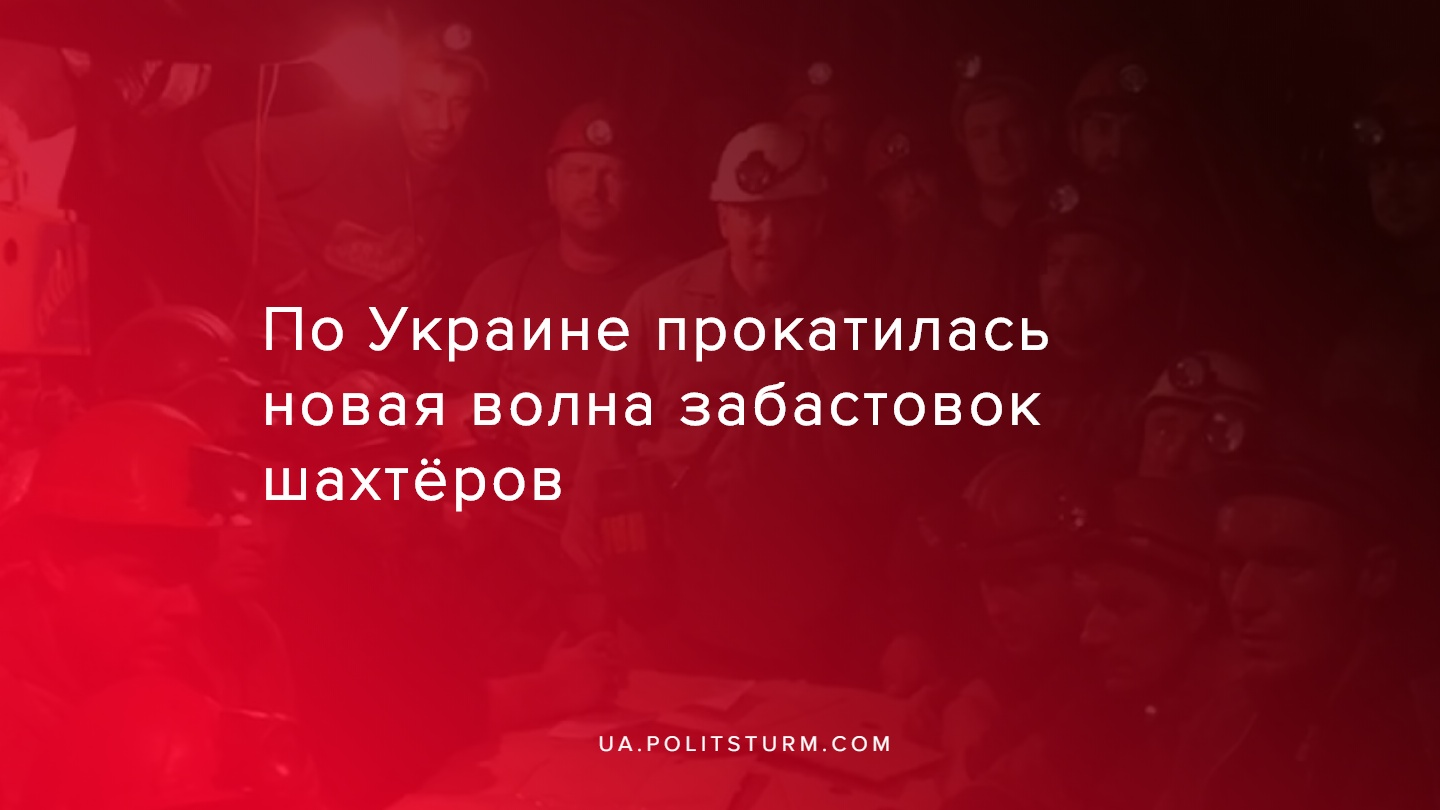 По Украине прокатилась
новая волна забастовок
шахтёров
UA.POLITSTURM.COM